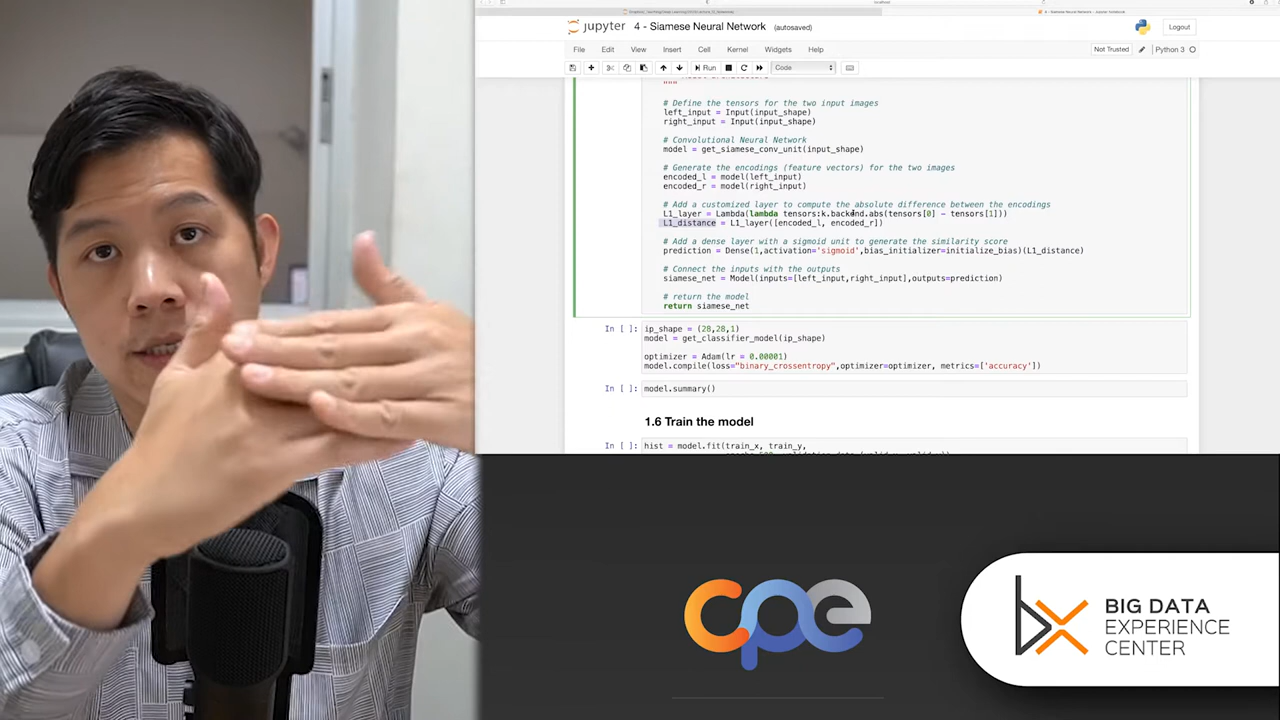 jupyter 4 - Siamese Neural Network (autosaved)
Logout
File Edit View Insert Cell Kernel Widgets Help
Not Trusted Python 3
Run Code
"""
# Define the tensors for the two input images
left_input = Input(input_shape)
right_input = Input(input_shape)
# Convolutional Neural Network
model = get_siamese_conv_unit(input_shape)
# Generate the encodings (feature vectors) for the two images
encoded_l = model(left_input)
encoded_r = model(right_input)
# Add a customized layer to compute the absolute difference between the encodings
L1_layer = Lambda(lambda tensors:k.backend.abs(tensors[0] - tensors[1]))
L1_distance = L1_layer([encoded_l, encoded_r])
# Add a dense layer with a sigmoid unit to generate the similarity score
prediction = Dense(1,activation='sigmoid',bias_initializer=initialize_bias)(L1_distance)
# Connect the inputs with the outputs
siamese_net = Model(inputs=[left_input,right_input],outputs=prediction)
# return the model
return siamese_net
In [ ]: ip_shape = (28,28,1)
model = get_classifier_model(ip_shape)
optimizer = Adam(lr = 0.00001)
model.compile(loss="binary_crossentropy",optimizer=optimizer, metrics=['accuracy'])
In [ ]: model.summary()
1.6 Train the model
In [ ]: hist = model.fit(train_x, train_y,
cpe
bx
BIG DATA
EXPERIENCE
CENTER